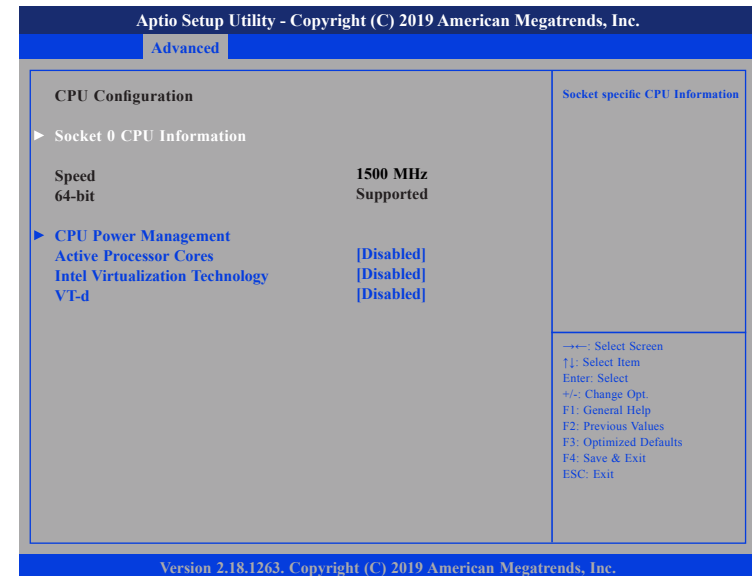 Aptio Setup Utility - Copyright (C) 2019 American Megatrends, Inc.
Advanced
CPU Configuration
► Socket 0 CPU Information
Speed 1500 MHz
64-bit Supported
► CPU Power Management
Active Processor Cores [Disabled]
Intel Virtualization Technology [Disabled]
VT-d [Disabled]
Socket specific CPU Information
→←: Select Screen
↑↓: Select Item
Enter: Select
+/-: Change Opt.
F1: General Help
F2: Previous Values
F3: Optimized Defaults
F4: Save & Exit
ESC: Exit
Version 2.18.1263. Copyright (C) 2019 American Megatrends, Inc.